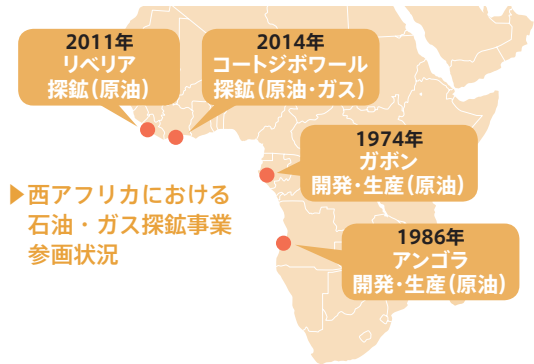 2011年
リベリア
探鉱(原油)
2014年
コートジボワール
探鉱(原油・ガス)
1974年
ガボン
開発・生産(原油)
▶西アフリカにおける
石油・ガス探鉱事業
参画状況
1986年
アンゴラ
開発・生産(原油)